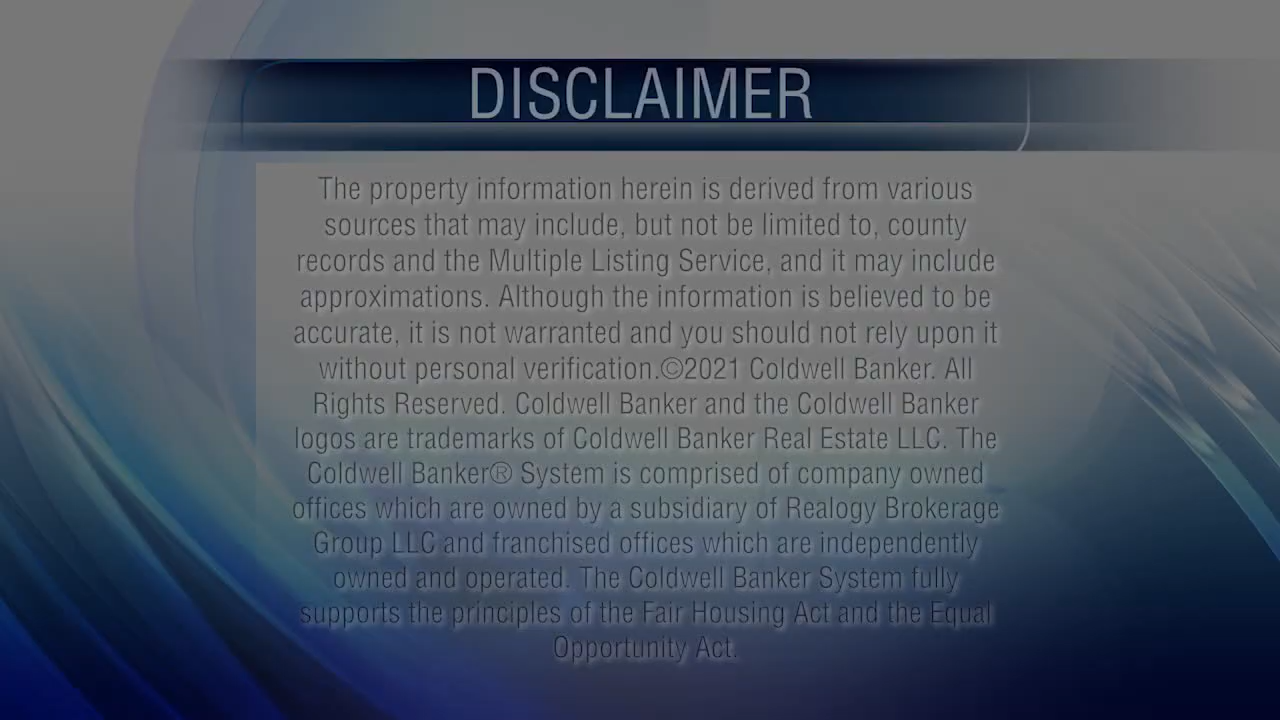 DISCLAIMER
The property information herein is derived from various
sources that may include, but not be limited to, county
records and the Multiple Listing Service, and it may include
approximations. Although the information is believed to be
accurate, it is not warranted and you should not rely upon it
without personal verification.©2021 Coldwell Banker. All
Rights Reserved. Coldwell Banker and the Coldwell Banker
logos are trademarks of Coldwell Banker Real Estate LLC. The
Coldwell Banker® System is comprised of company owned
offices which are owned by a subsidiary of Realogy Brokerage
Group LLC and franchised offices which are independently
owned and operated. The Coldwell Banker System fully
supports the principles of the Fair Housing Act and the Equal
Opportunity Act.